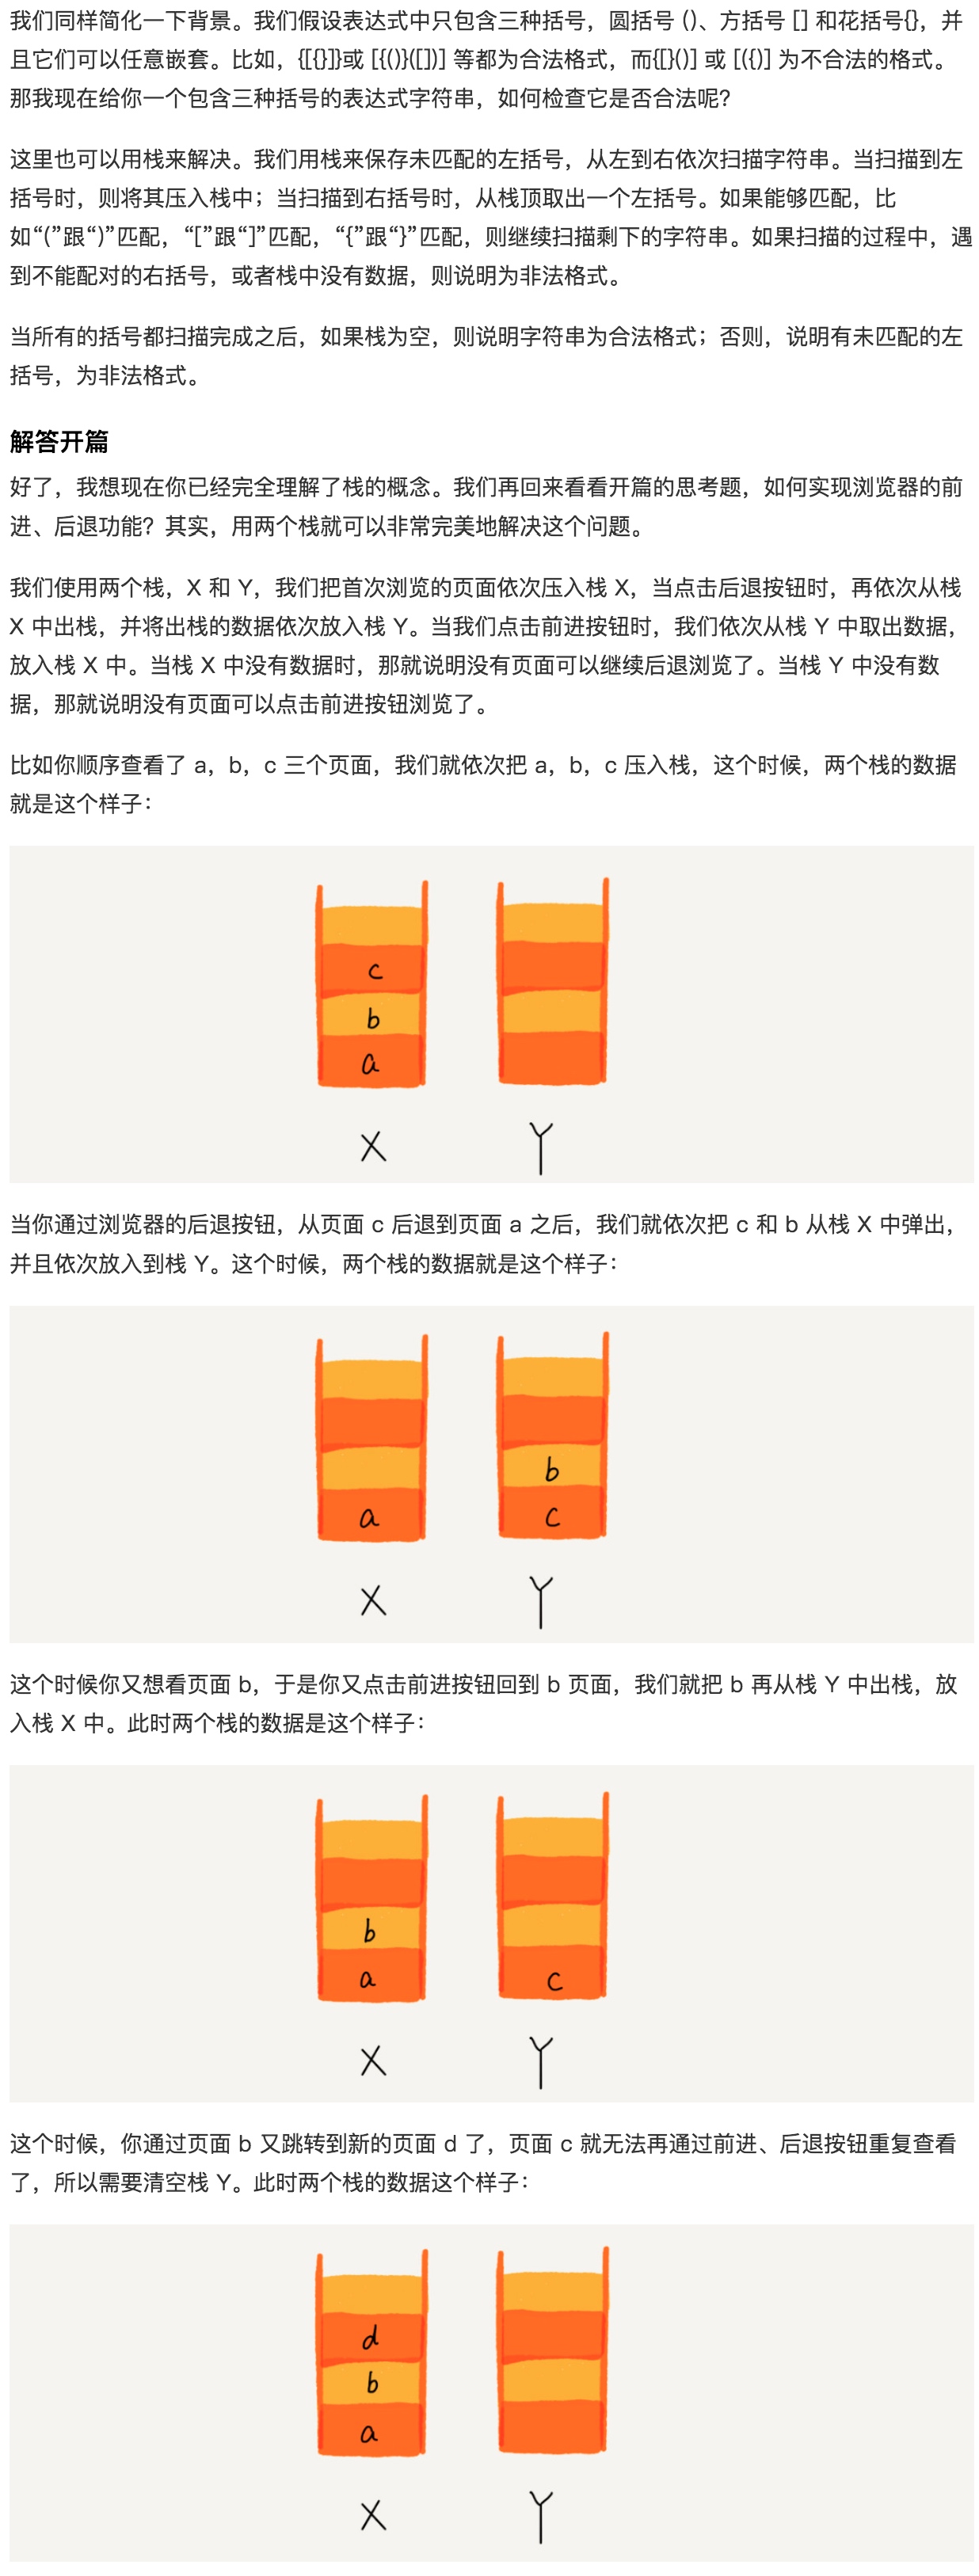 我们同样简化一下背景。我们假设表达式中只包含三种括号，圆括号 ()、方括号 [] 和花括号{}，并
且它们可以任意嵌套。比如，{[{}]}或 [{()}([])] 等都为合法格式，而{[}()] 或 [({)] 为不合法的格式。
那我现在给你一个包含三种括号的表达式字符串，如何检查它是否合法呢？
这里也可以用栈来解决。我们用栈来保存未匹配的左括号，从左到右依次扫描字符串。当扫描到左
括号时，则将其压入栈中；当扫描到右括号时，从栈顶取出一个左括号。如果能够匹配，比
如“(”跟“)”匹配，“[”跟“]”匹配，“{”跟“}”匹配，则继续扫描剩下的字符串。如果扫描的过程中，遇
到不能配对的右括号，或者栈中没有数据，则说明为非法格式。
当所有的括号都扫描完成之后，如果栈为空，则说明字符串为合法格式；否则，说明有未匹配的左
括号，为非法格式。
解答开篇
好了，我想现在你已经完全理解了栈的概念。我们再回来看看开篇的思考题，如何实现浏览器的前
进、后退功能？其实，用两个栈就可以非常完美地解决这个问题。
我们使用两个栈，X 和 Y，我们把首次浏览的页面依次压入栈 X，当点击后退按钮时，再依次从栈
X 中出栈，并将出栈的数据依次放入栈 Y。当我们点击前进按钮时，我们依次从栈 Y 中取出数据，
放入栈 X 中。当栈 X 中没有数据时，那就说明没有页面可以继续后退浏览了。当栈 Y 中没有数
据，那就说明没有页面可以点击前进按钮浏览了。
比如你顺序查看了 a，b，c 三个页面，我们就依次把 a，b，c 压入栈，这个时候，两个栈的数据
就是这个样子：
c
b
a
X Y
当你通过浏览器的后退按钮，从页面 c 后退到页面 a 之后，我们就依次把 c 和 b 从栈 X 中弹出，
并且依次放入到栈 Y。这个时候，两个栈的数据就是这个样子：
b
a c
X Y
这个时候你又想看页面 b，于是你又点击前进按钮回到 b 页面，我们就把 b 再从栈 Y 中出栈，放
入栈 X 中。此时两个栈的数据是这个样子：
b
a c
X Y
这个时候，你通过页面 b 又跳转到新的页面 d 了，页面 c 就无法再通过前进、后退按钮重复查看
了，所以需要清空栈 Y。此时两个栈的数据这个样子：
d
b
a
X Y